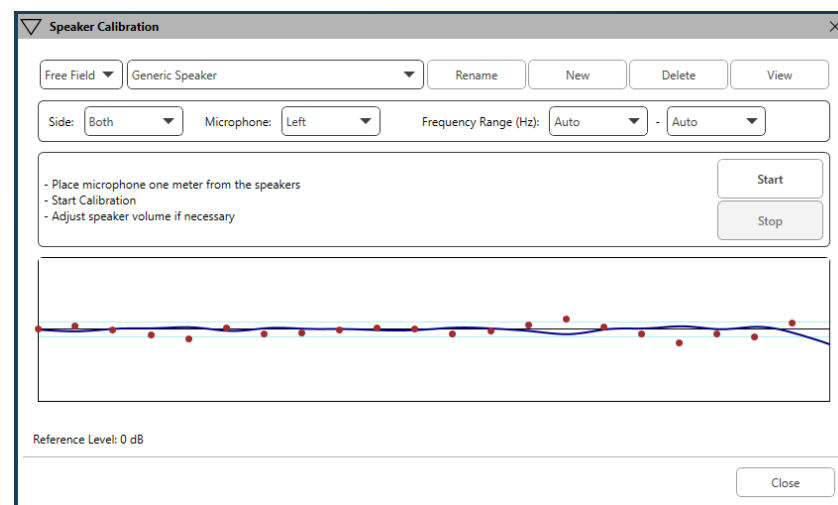 Speaker Calibration
Free Field Generic Speaker Rename New Delete View
Side: Both Microphone: Left Frequency Range (Hz): Auto - Auto
- Place microphone one meter from the speakers
- Start Calibration
- Adjust speaker volume if necessary
Start
Stop
Reference Level: 0 dB
Close